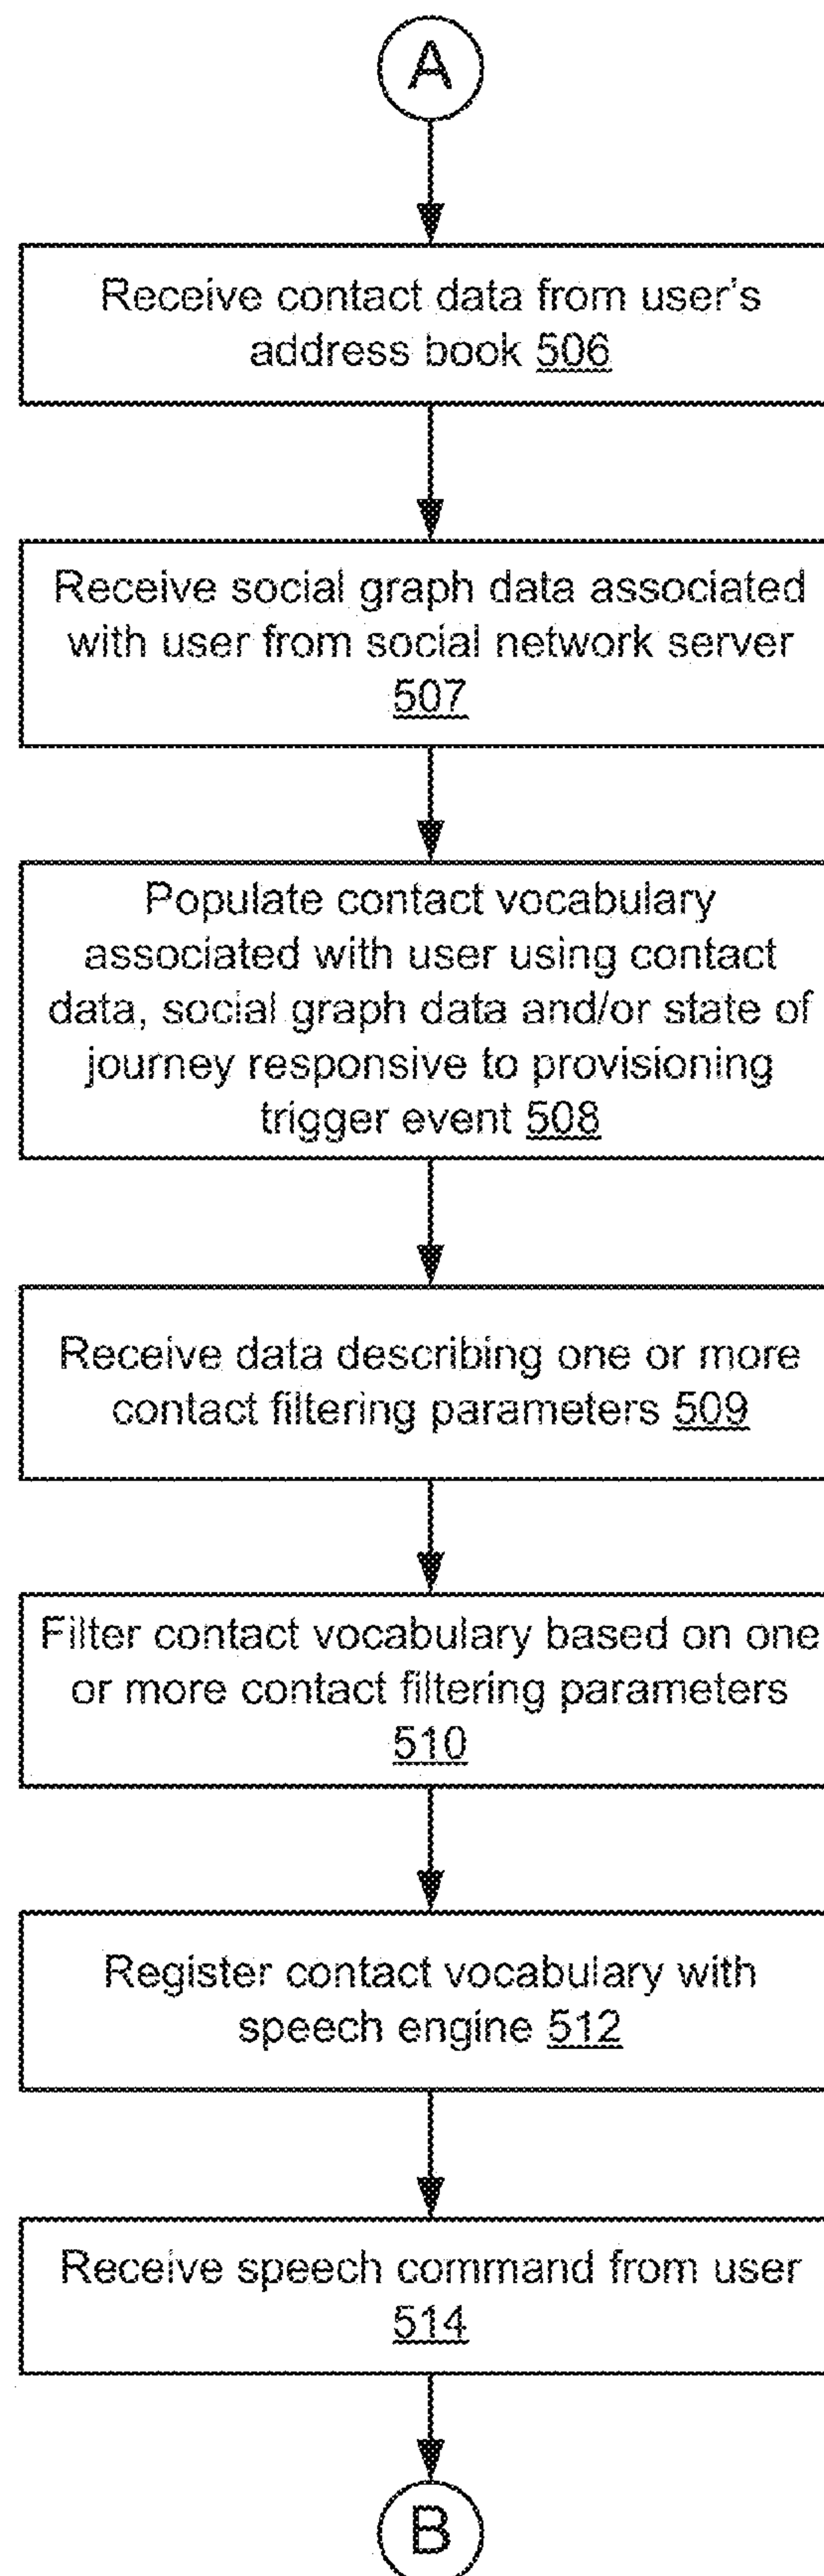 A
Receive contact data from user's
address book 506
Receive social graph data associated
with user from social network server
507
Populate contact vocabulary
associated with user using contact
data, social graph data and/or state of
journey responsive to provisioning
trigger event 508
Receive data describing one or more
contact filtering parameters 509
Filter contact vocabulary based on one
or more contact filtering parameters
510
Register contact vocabulary with
speech engine 512
Receive speech command from user
514
B